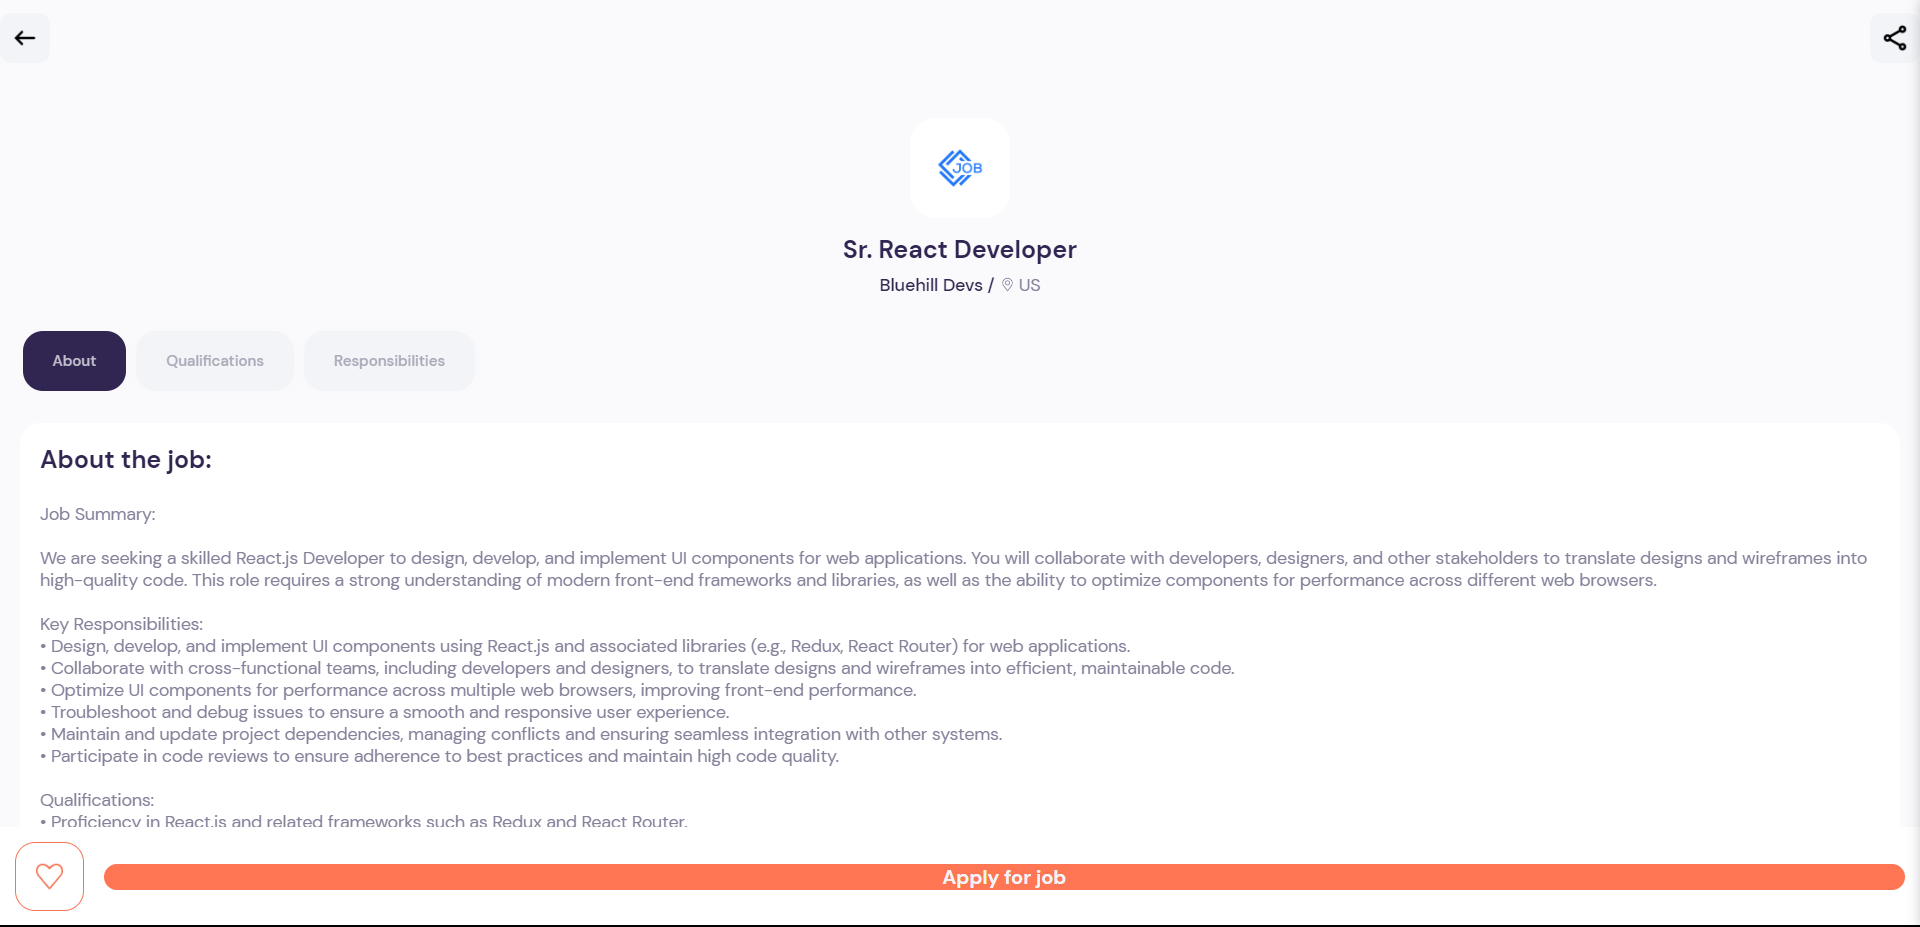 JOB
Sr. React Developer
Bluehill Devs / US
About
Qualifications
Responsibilities
About the job:
Job Summary:
We are seeking a skilled React.js Developer to design, develop, and implement UI components for web applications. You will collaborate with developers, designers, and other stakeholders to translate designs and wireframes into
high-quality code. This role requires a strong understanding of modern front-end frameworks and libraries, as well as the ability to optimize components for performance across different web browsers.
Key Responsibilities:
• Design, develop, and implement UI components using React.js and associated libraries (e.g., Redux, React Router) for web applications.
• Collaborate with cross-functional teams, including developers and designers, to translate designs and wireframes into efficient, maintainable code.
• Optimize UI components for performance across multiple web browsers, improving front-end performance.
• Troubleshoot and debug issues to ensure a smooth and responsive user experience.
• Maintain and update project dependencies, managing conflicts and ensuring seamless integration with other systems.
• Participate in code reviews to ensure adherence to best practices and maintain high code quality.
Qualifications:
• Proficiency in React.js and related frameworks such as Redux and React Router.
Apply for job